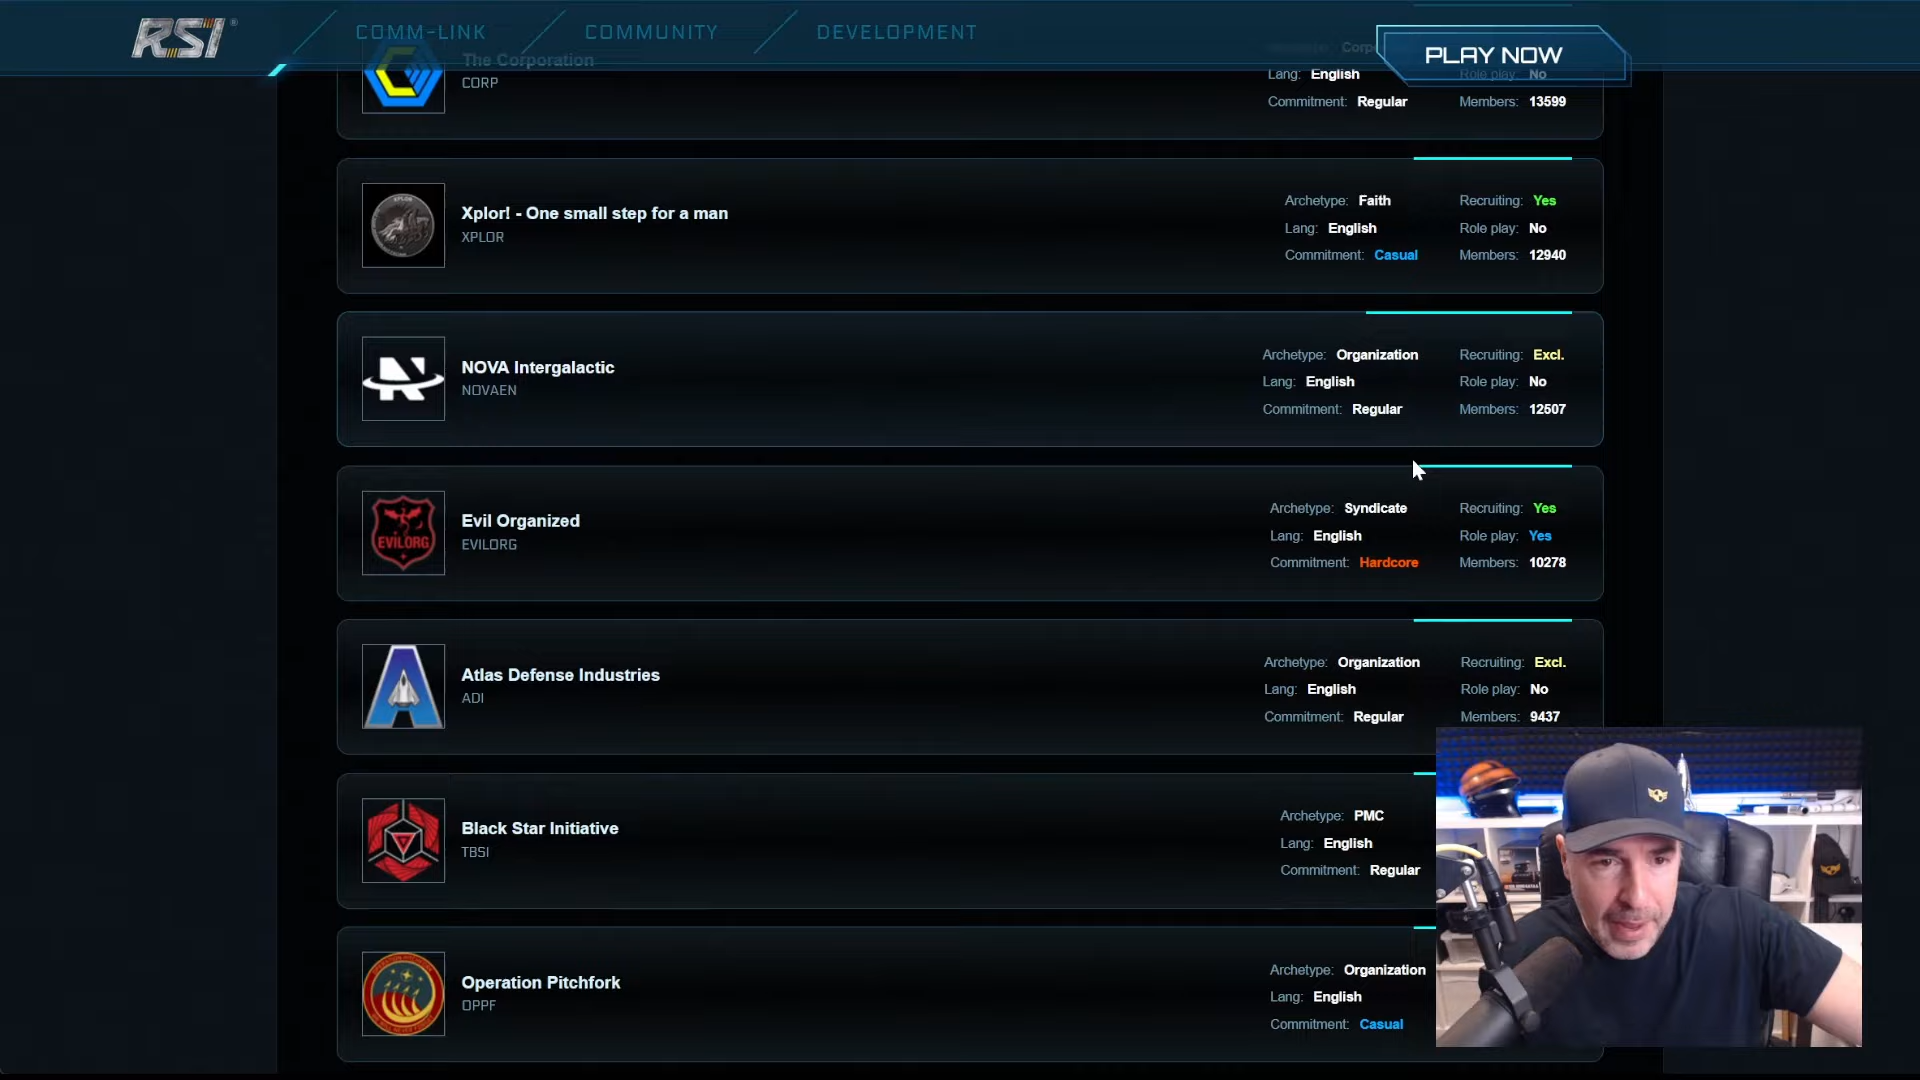 RSI ®
COMM-LINK
COMMUNITY
DEVELOPMENT
PLAY NOW
The Corporation
CORP
Lang: English
Commitment: Regular
Role play: No
Members: 13599
Xplor! - One small step for a man
XPLOR
Archetype: Faith
Lang: English
Commitment: Casual
Recruiting: Yes
Role play: No
Members: 12940
NOVA Intergalactic
NOVAEN
Archetype: Organization
Lang: English
Commitment: Regular
Recruiting: Excl.
Role play: No
Members: 12507
EVILORG
Evil Organized
EVILORG
Archetype: Syndicate
Lang: English
Commitment: Hardcore
Recruiting: Yes
Role play: Yes
Members: 10278
Atlas Defense Industries
ADI
Archetype: Organization
Lang: English
Commitment: Regular
Recruiting: Excl.
Role play: No
Members: 9437
Black Star Initiative
TBSI
Archetype: PMC
Lang: English
Commitment: Regular
Operation Pitchfork
OPPF
Archetype: Organization
Lang: English
Commitment: Casual